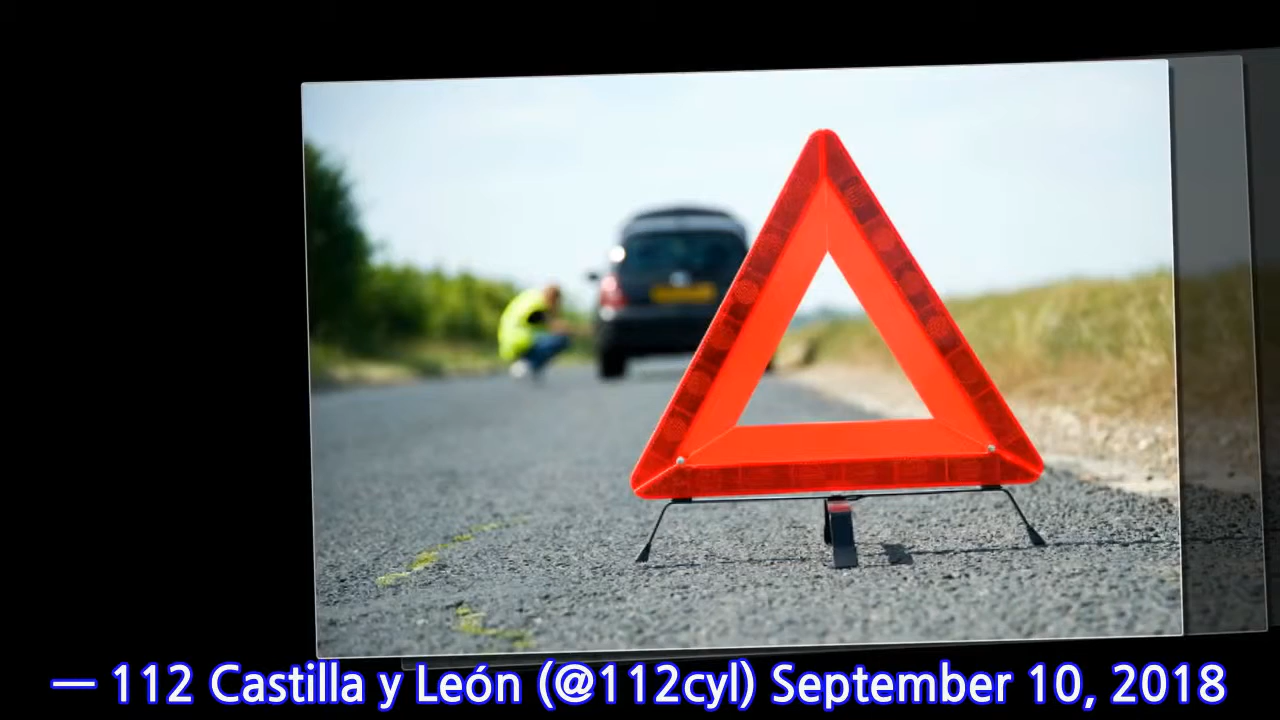 — 112 Castilla y León (@112cyl) September 10, 2018